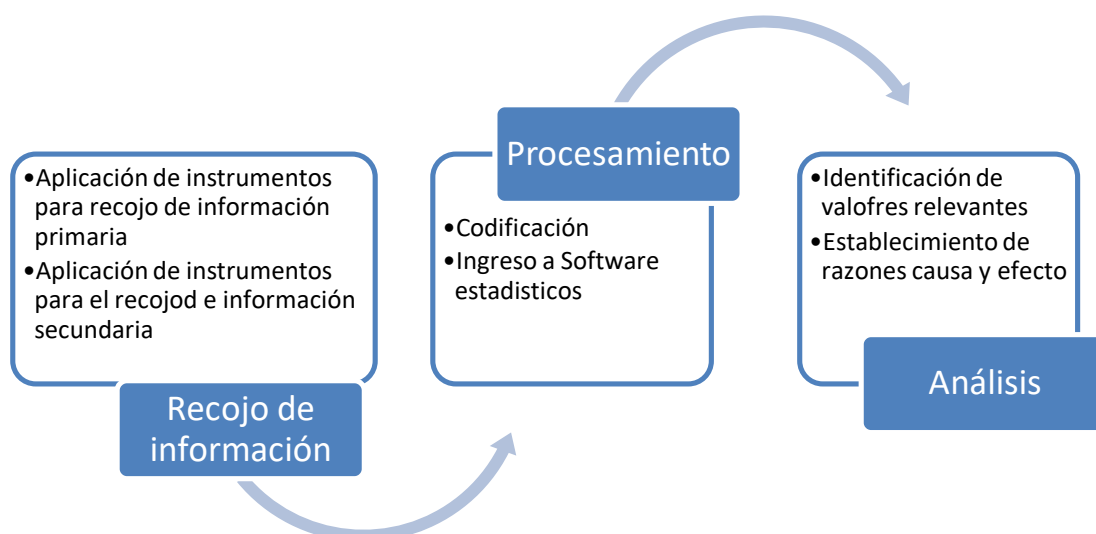 •Aplicación de instrumentos
para recojo de información
primaria
•Aplicación de instrumentos
para el recojod e información
secundaria
Recojo de
información
Procesamiento
•Codificación
•Ingreso a Software
estadisticos
•Identificación de
valofres relevantes
•Establecimiento de
razones causa y efecto
Análisis